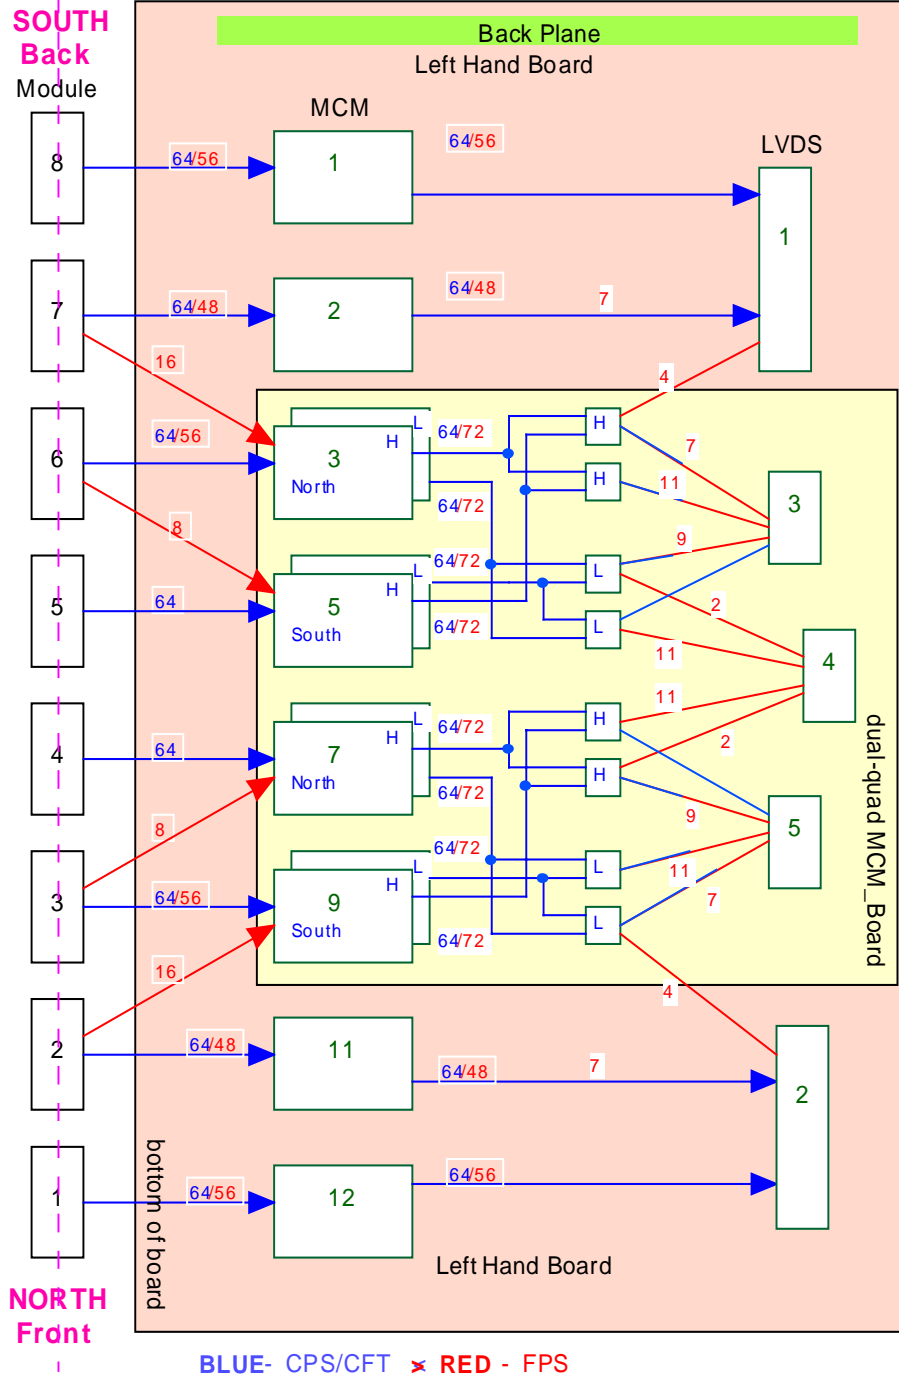 SOUTH
Back
Back Plane
Left Hand Board
Module
MCM
LVDS
8
64/56
1
64/56
1
7
64/48
2
64/48
7
16
4
6
64/56
L
H
3
North
64/72
64/72
H
H
7
11
3
8
9
5
64
L
H
5
South
64/72
64/72
L
L
2
11
4
4
64
L
H
7
North
64/72
64/72
H
H
11
2
9
5
8
3
64/56
L
H
9
South
64/72
64/72
L
L
11
7
dual-quad MCM_Board
16
4
2
64/48
11
64/48
7
2
1
64/56
12
64/56
bottom of board
Left Hand Board
NORTH
Front
BLUE- CPS/CFT RED - FPS